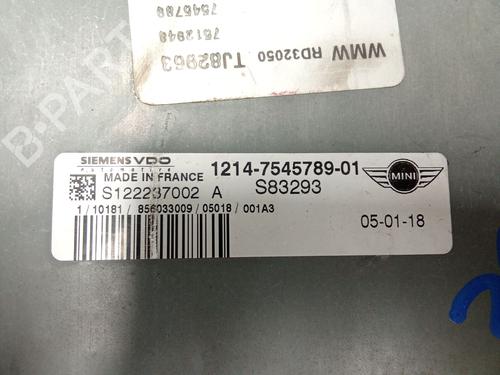 WMW RD32050 TJ82963
7513948
7545789
SIEMENS VDO
Automotive
MADE IN FRANCE
1214-7545789-01
S122237002 A
S83293
MINI
1/10181/856033009/05018/001A3
05-01-18
B-PARTS